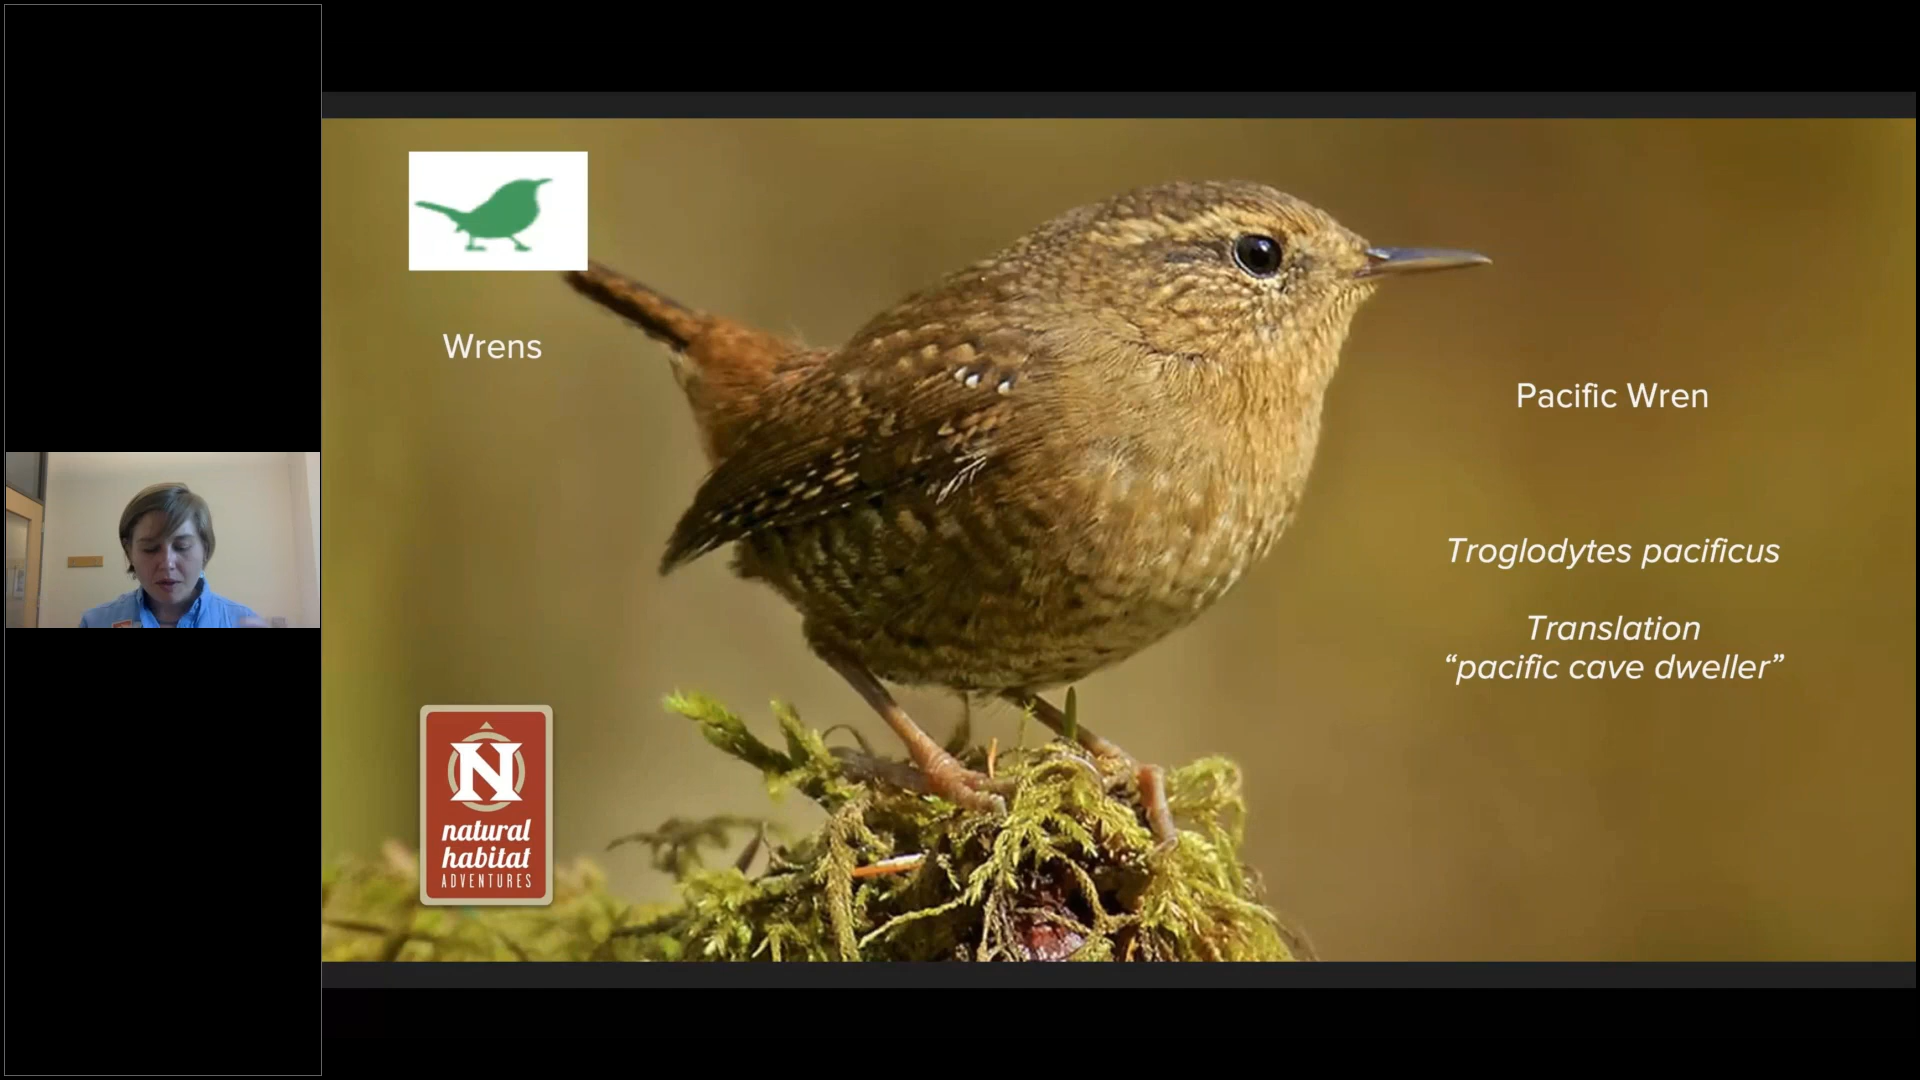 Wrens
Pacific Wren
Troglodytes pacificus
Translation
“pacific cave dweller”
N
natural
habitat
ADVENTURES